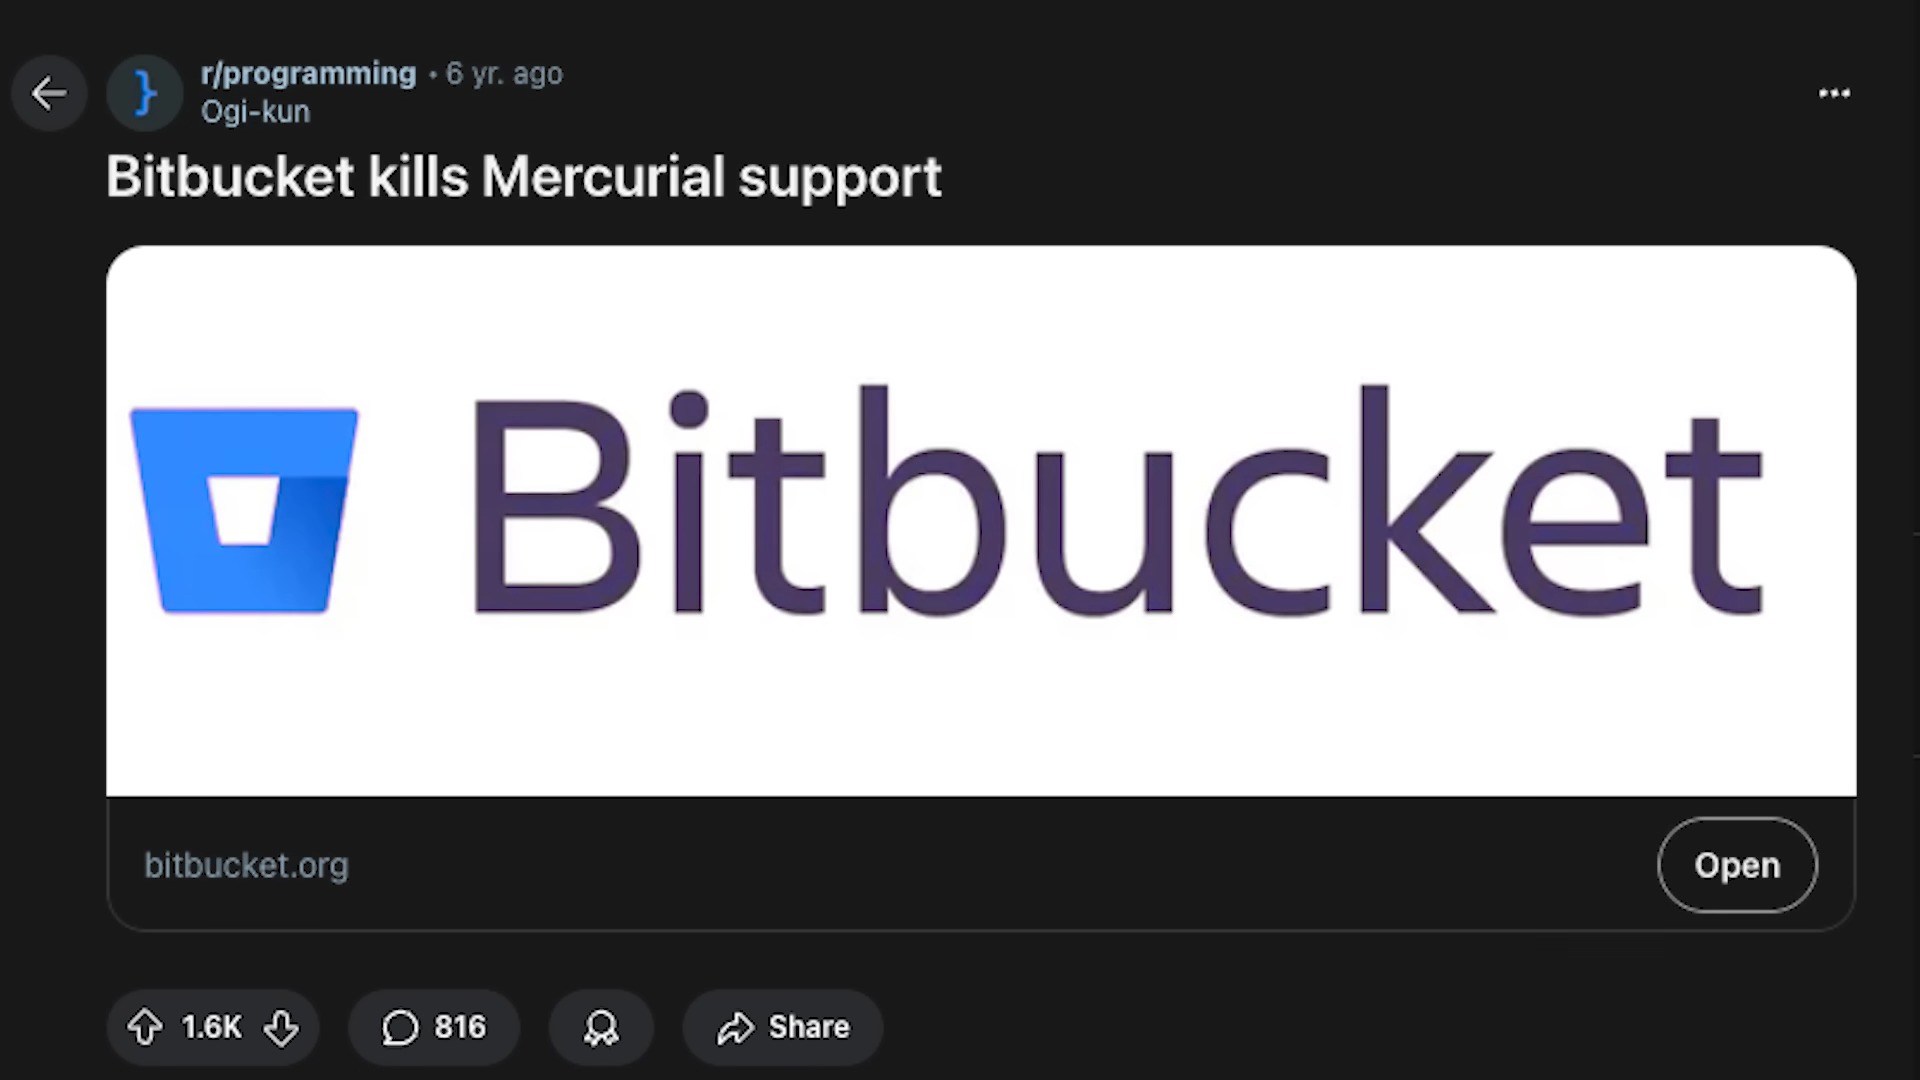 r/programming • 6 yr. ago
Ogi-kun
Bitbucket kills Mercurial support
Bitbucket
bitbucket.org
Open
1.6K
816
Share